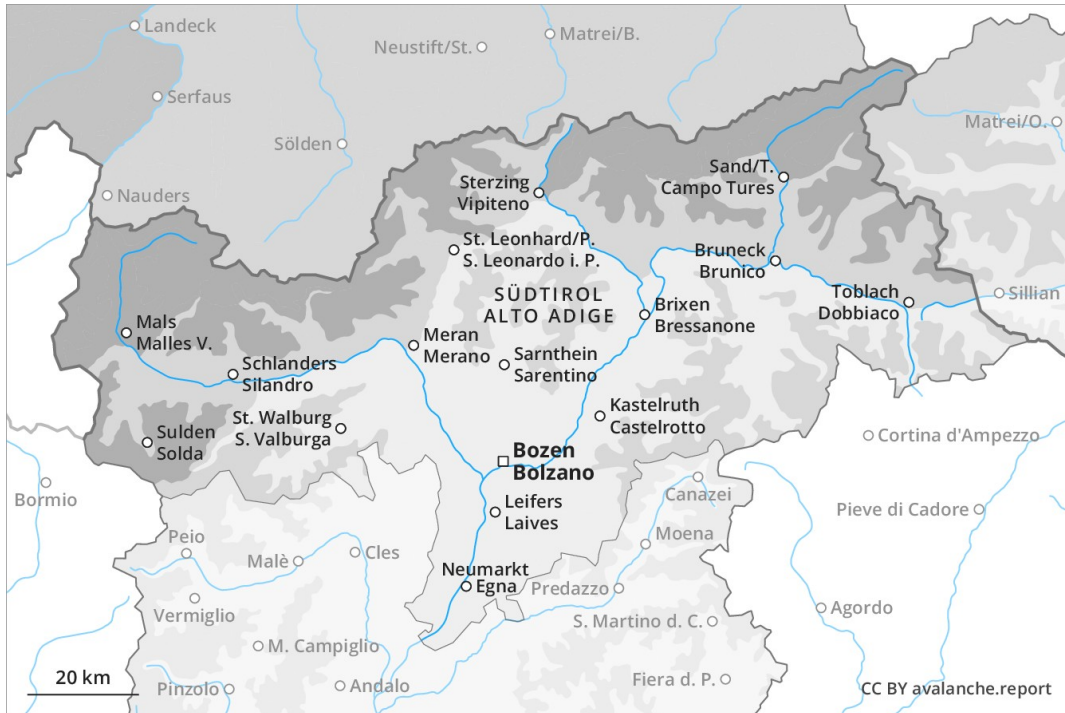 Landeck
Neustift/St.
Matrei/B.
Serfaus
Matrei/O.
Sölden
Nauders
Sterzing
Vipiteno
Sand/T.
Campo Tures
St. Leonhard/P.
S. Leonardo i. P.
Bruneck
Brunico
SÜDTIROL
ALTO ADIGE
Toblach
Dobbiaco
Sillian
Brixen
Bressanone
Mals
Malles V.
Meran
Merano
Sarnthein
Sarentino
Schlanders
Silandro
St. Walburg
S. Valburga
Kastelruth
Castelrotto
Sulden
Solda
Cortina d'Ampezzo
Bozen
Bolzano
Bormio
Canazei
Leifers
Laives
Pieve di Cadore
Peio
Malè
Cles
Moena
Neumarkt
Egna
Predazzo
Vermiglio
Agordo
S. Martino d. C.
M. Campiglio
20 km
Pinzolo
Andalo
Fiera d. P.
CC BY avalanche.report